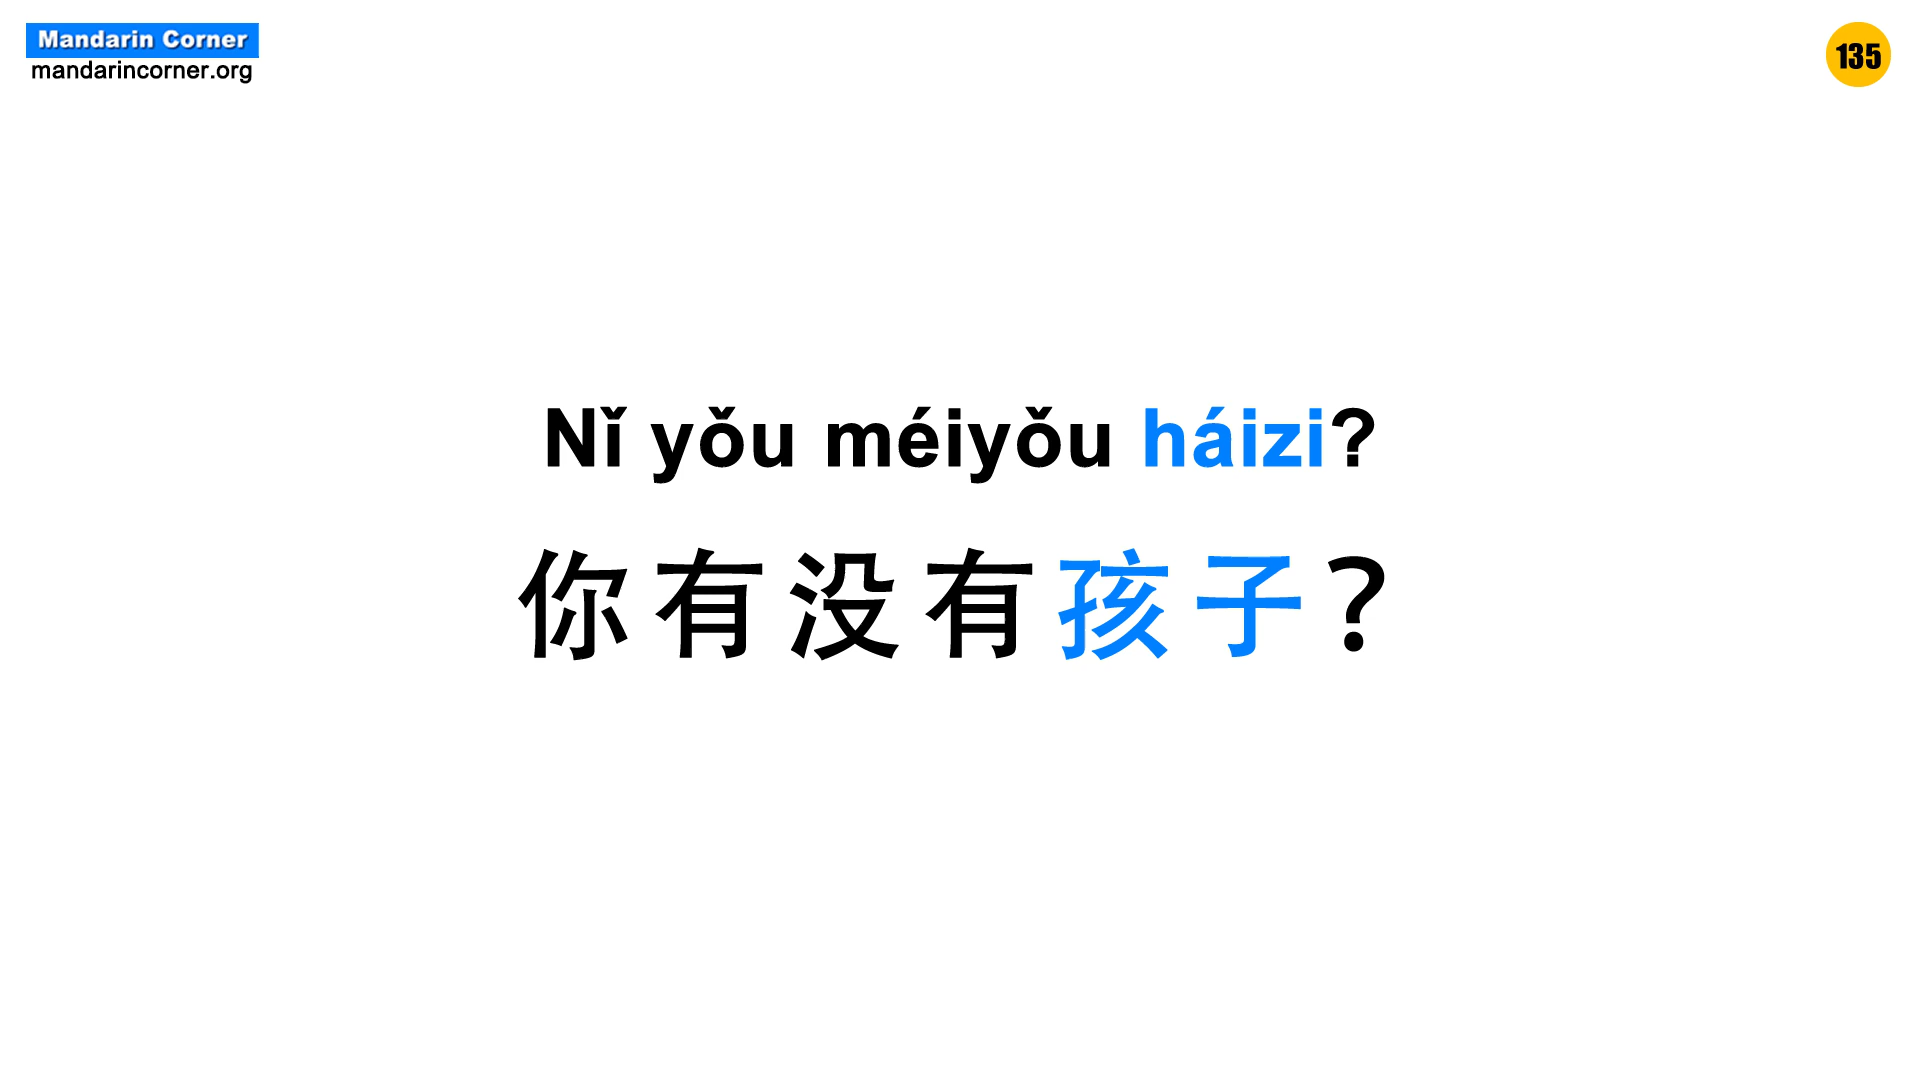 Mandarin Corner
mandarincorner.org
135
Nǐ yǒu méiyǒu háizi?
你有没有孩子？